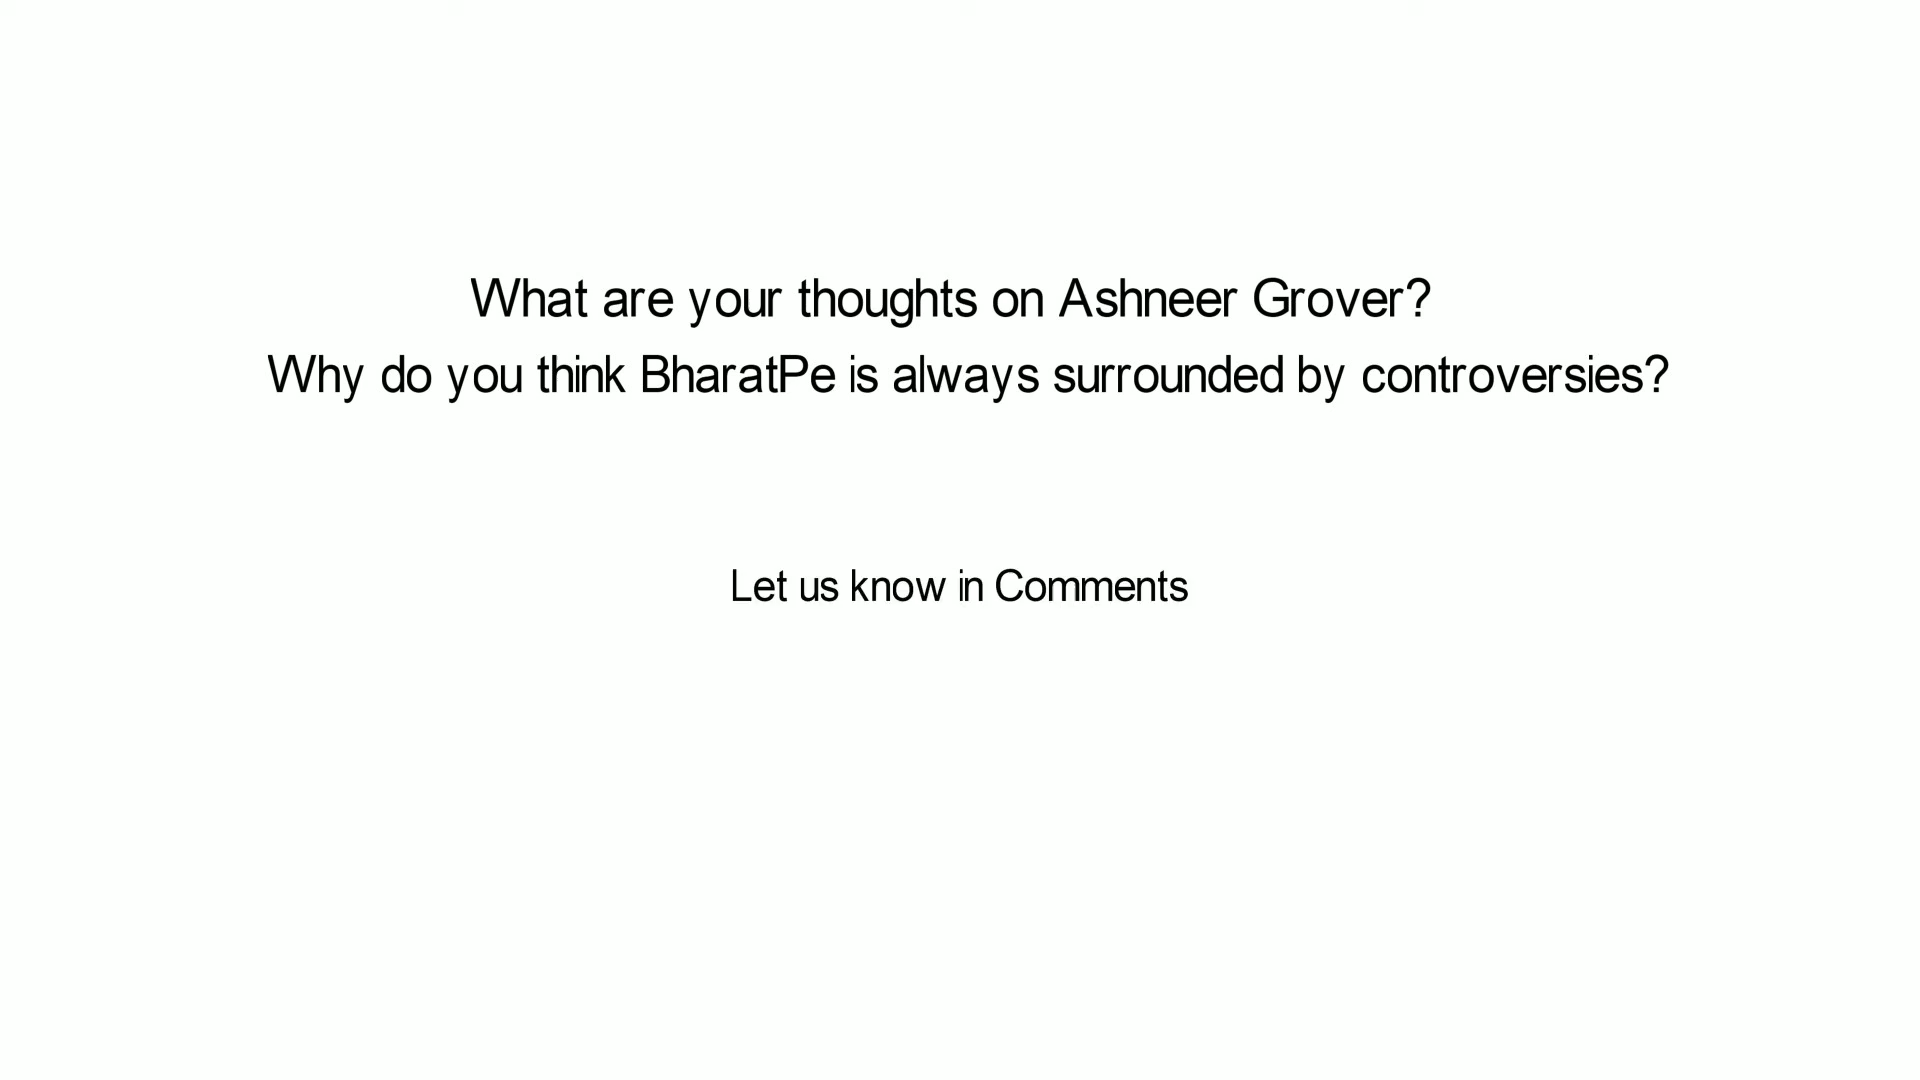 What are your thoughts on Ashneer Grover?
Why do you think BharatPe is always surrounded by controversies?
Let us know in Comments